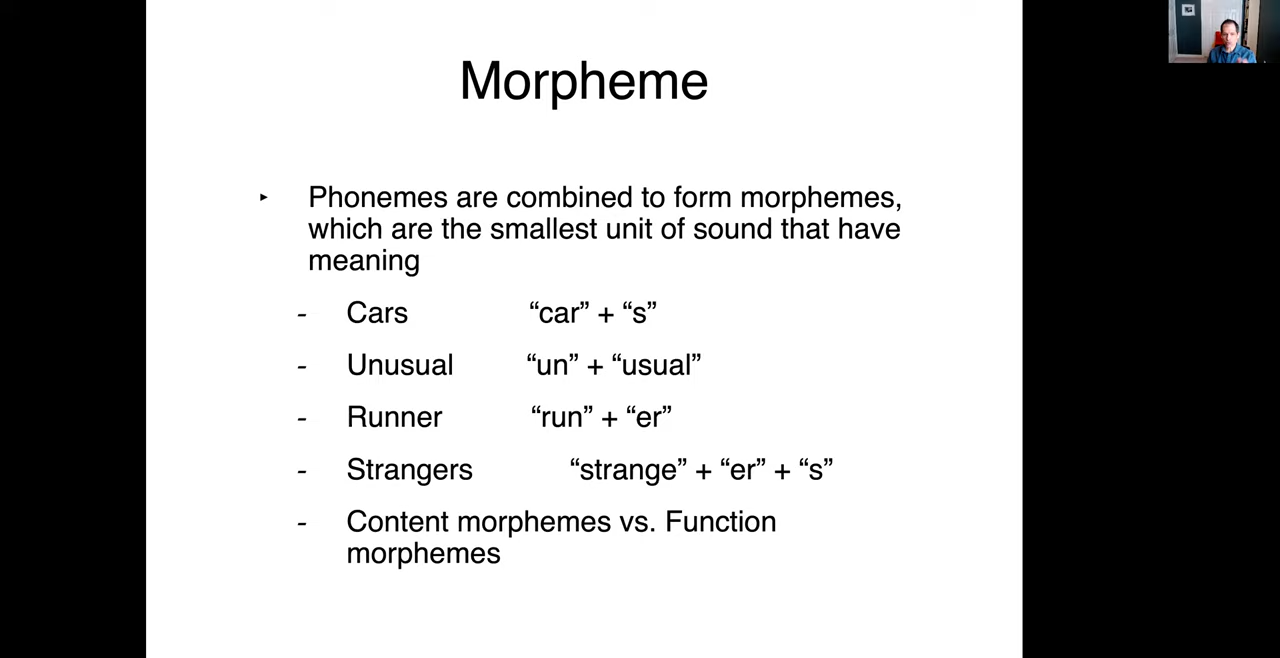 Morpheme
‣ Phonemes are combined to form morphemes,
which are the smallest unit of sound that have
meaning
- Cars “car” + “s”
- Unusual “un” + “usual”
- Runner “run” + “er”
- Strangers “strange” + “er” + “s”
- Content morphemes vs. Function
morphemes